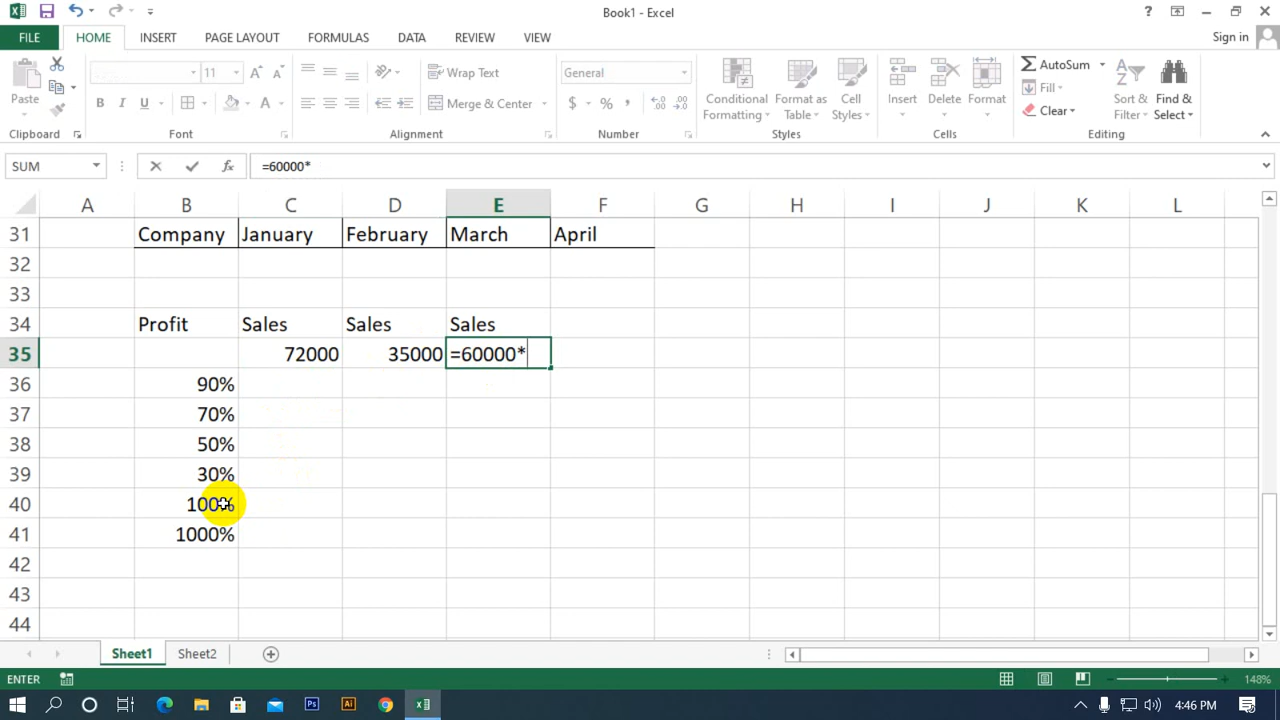 Book1 - Excel
?
FILE HOME INSERT PAGE LAYOUT FORMULAS DATA REVIEW VIEW Sign in
Paste 11 Wrap Text General Conditional Formatting Format as Table Cell Styles Insert Delete Format AutoSum Sort & Filter Find & Select
B I U A Merge & Center $ % , Fill Clear
Clipboard Font Alignment Number Styles Cells Editing
SUM fx =60000*
A B C D E F G H I J K L
31 Company January February March April
32
33
34 Profit Sales Sales Sales
35 72000 35000 =60000*
36 90%
37 70%
38 50%
39 30%
40 100%
41 1000%
42
43
44
Sheet1 Sheet2
ENTER 148%
Ps Ai 4:46 PM